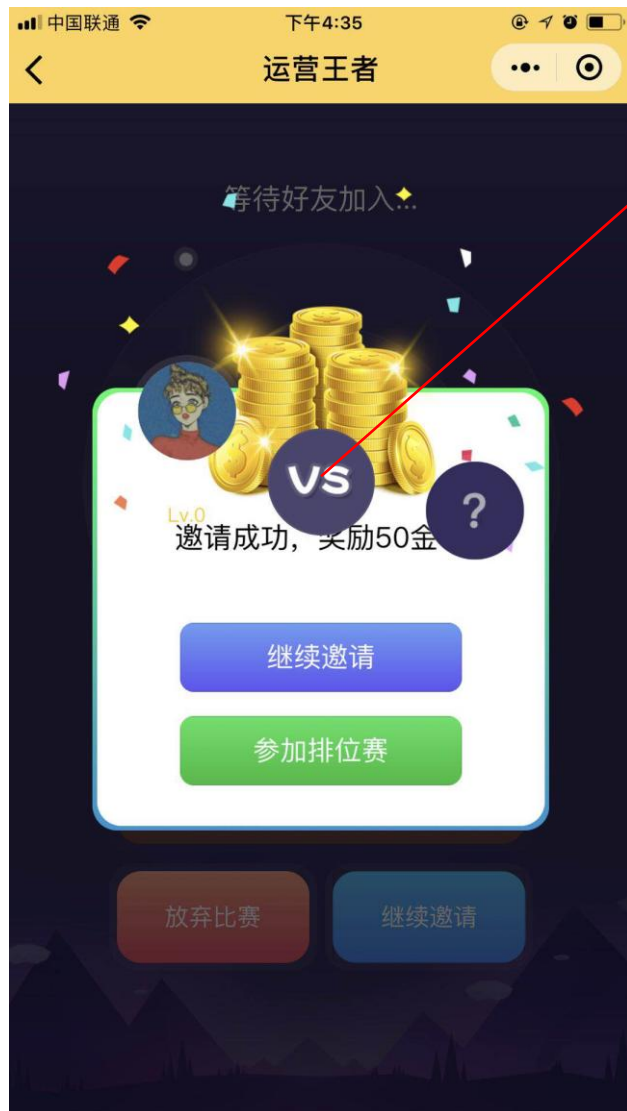 中国联通
下午4:35
运营王者
等待好友加入...
VS
?
Lv.0
邀请成功，奖励50金
继续邀请
参加排位赛
放弃比赛
继续邀请